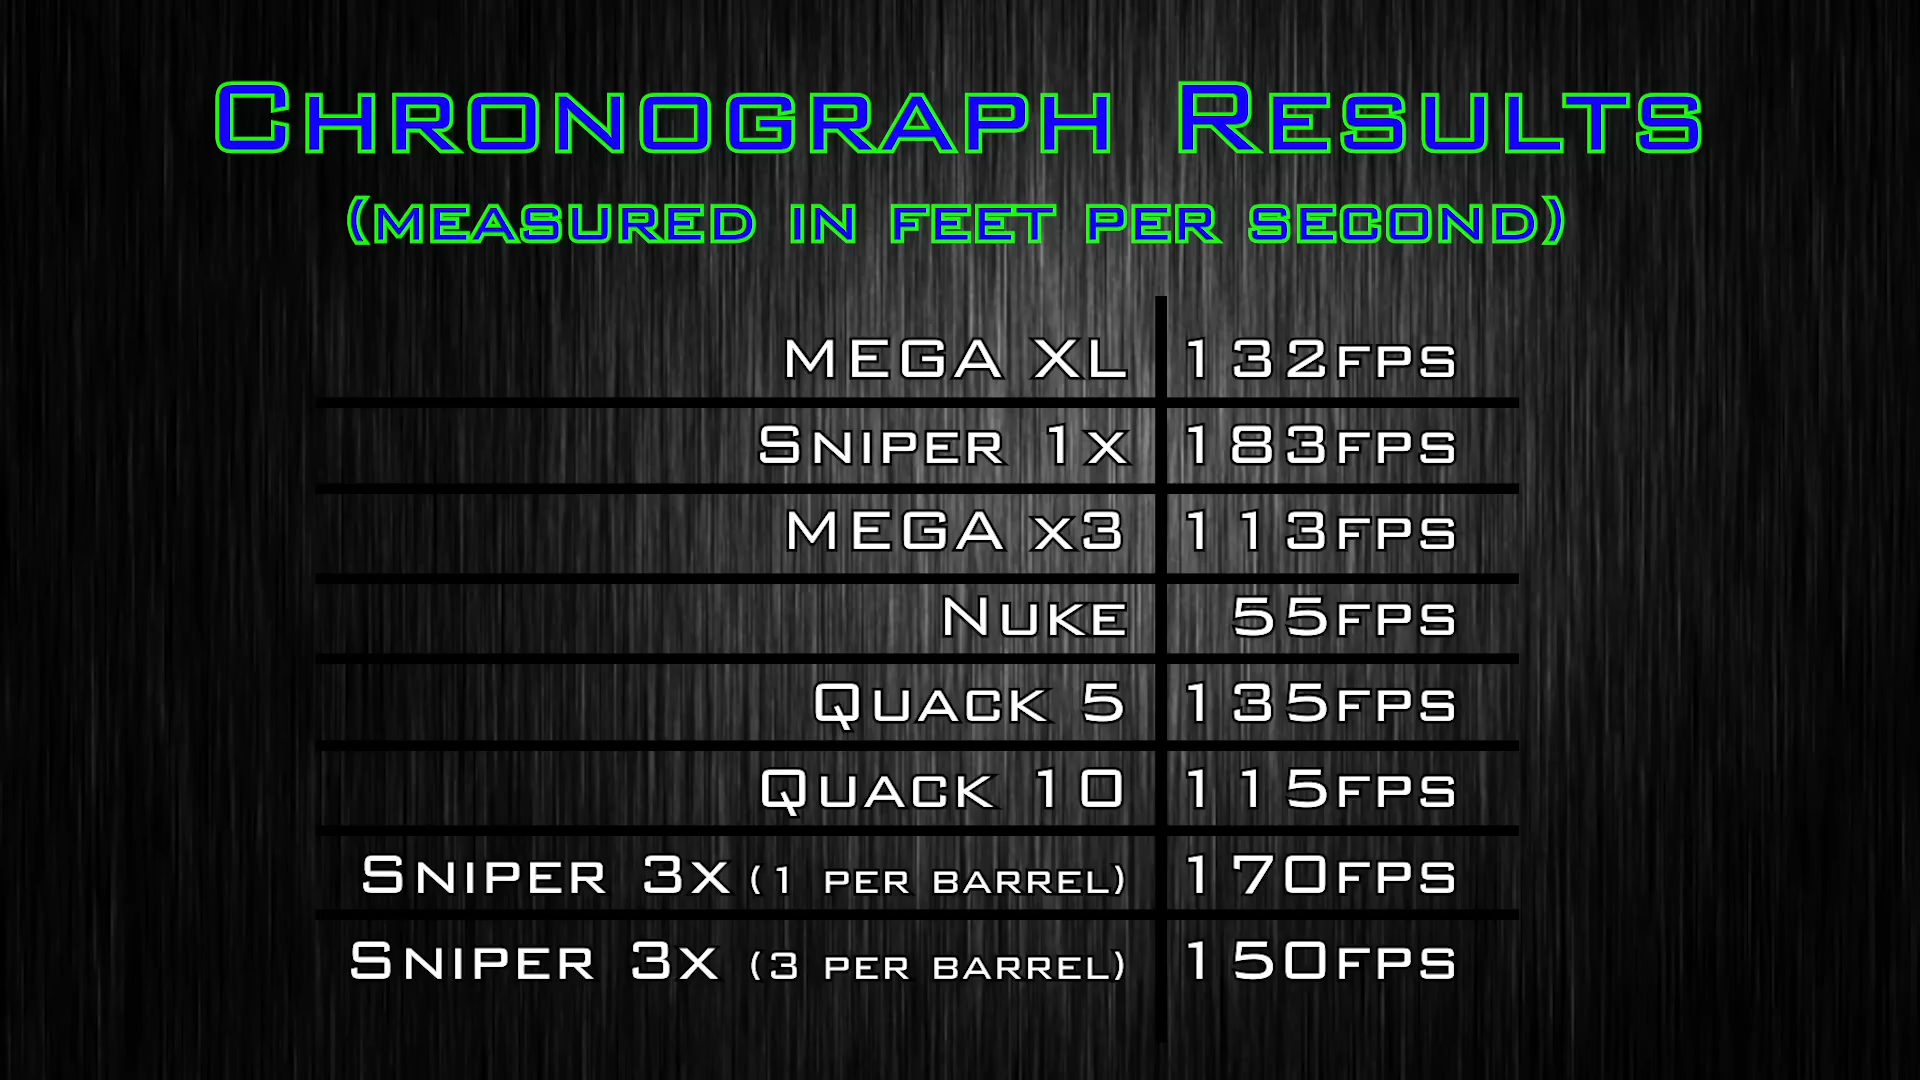 Chronograph Results
(measured in feet per second)
MEGA XL 132fps
Sniper 1x 183fps
MEGA x3 113fps
Nuke 55fps
Quack 5 135fps
Quack 10 115fps
Sniper 3x (1 per barrel) 170fps
Sniper 3x (3 per barrel) 150fps